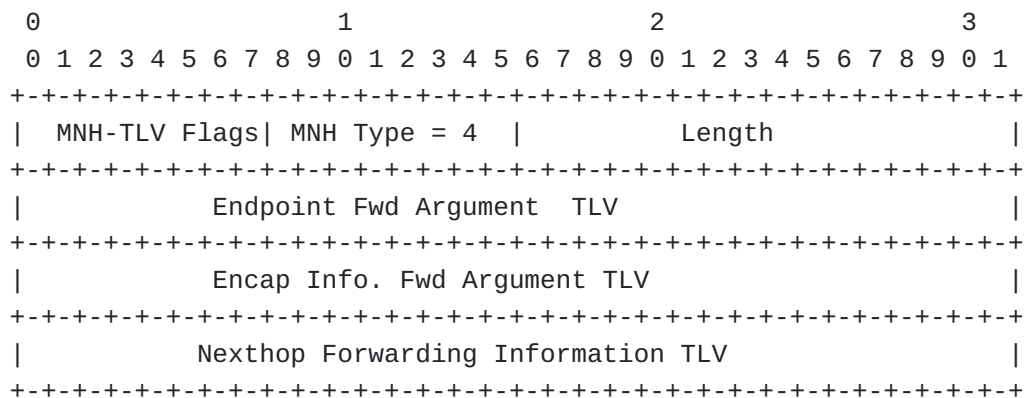 0                   1                   2                   3
 0 1 2 3 4 5 6 7 8 9 0 1 2 3 4 5 6 7 8 9 0 1 2 3 4 5 6 7 8 9 0 1
+-+-+-+-+-+-+-+-+-+-+-+-+-+-+-+-+-+-+-+-+-+-+-+-+-+-+-+-+-+-+-+-+
|  MNH-TLV Flags| MNH Type = 4  |          Length               |
+-+-+-+-+-+-+-+-+-+-+-+-+-+-+-+-+-+-+-+-+-+-+-+-+-+-+-+-+-+-+-+-+
|            Endpoint Fwd Argument  TLV                         |
+-+-+-+-+-+-+-+-+-+-+-+-+-+-+-+-+-+-+-+-+-+-+-+-+-+-+-+-+-+-+-+-+
|            Encap Info. Fwd Argument TLV                       |
+-+-+-+-+-+-+-+-+-+-+-+-+-+-+-+-+-+-+-+-+-+-+-+-+-+-+-+-+-+-+-+-+
|           Nexthop Forwarding Information TLV                  |
+-+-+-+-+-+-+-+-+-+-+-+-+-+-+-+-+-+-+-+-+-+-+-+-+-+-+-+-+-+-+-+-+